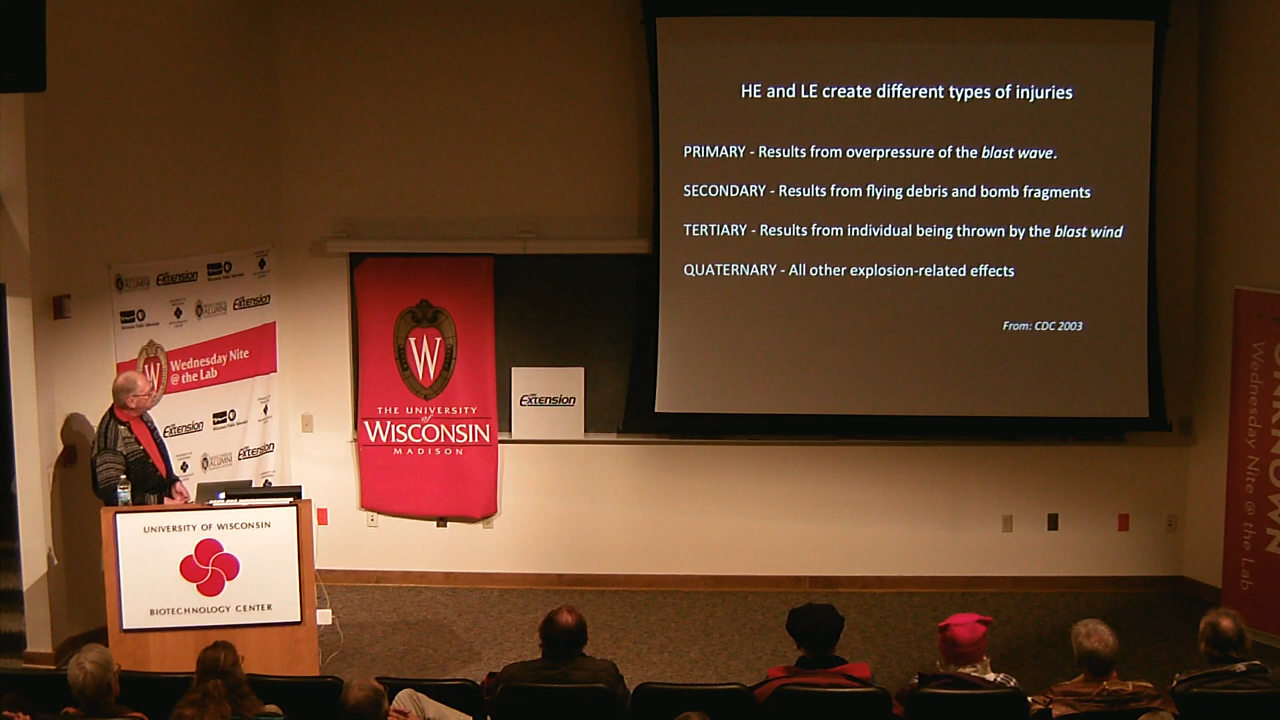 HE and LE create different types of injuries
PRIMARY - Results from overpressure of the blast wave.
SECONDARY - Results from flying debris and bomb fragments
TERTIARY - Results from individual being thrown by the blast wind
QUATERNARY - All other explosion-related effects
From: CDC 2003
Extension
Extension
Wednesday Nite
@ the Lab
W
Extension
Extension
ALUMNI
ALUMNI
W
THE UNIVERSITY
of
WISCONSIN
MADISON
Extension
UNIVERSITY OF WISCONSIN
BIOTECHNOLOGY CENTER
Wednesday Nite @ the Lab